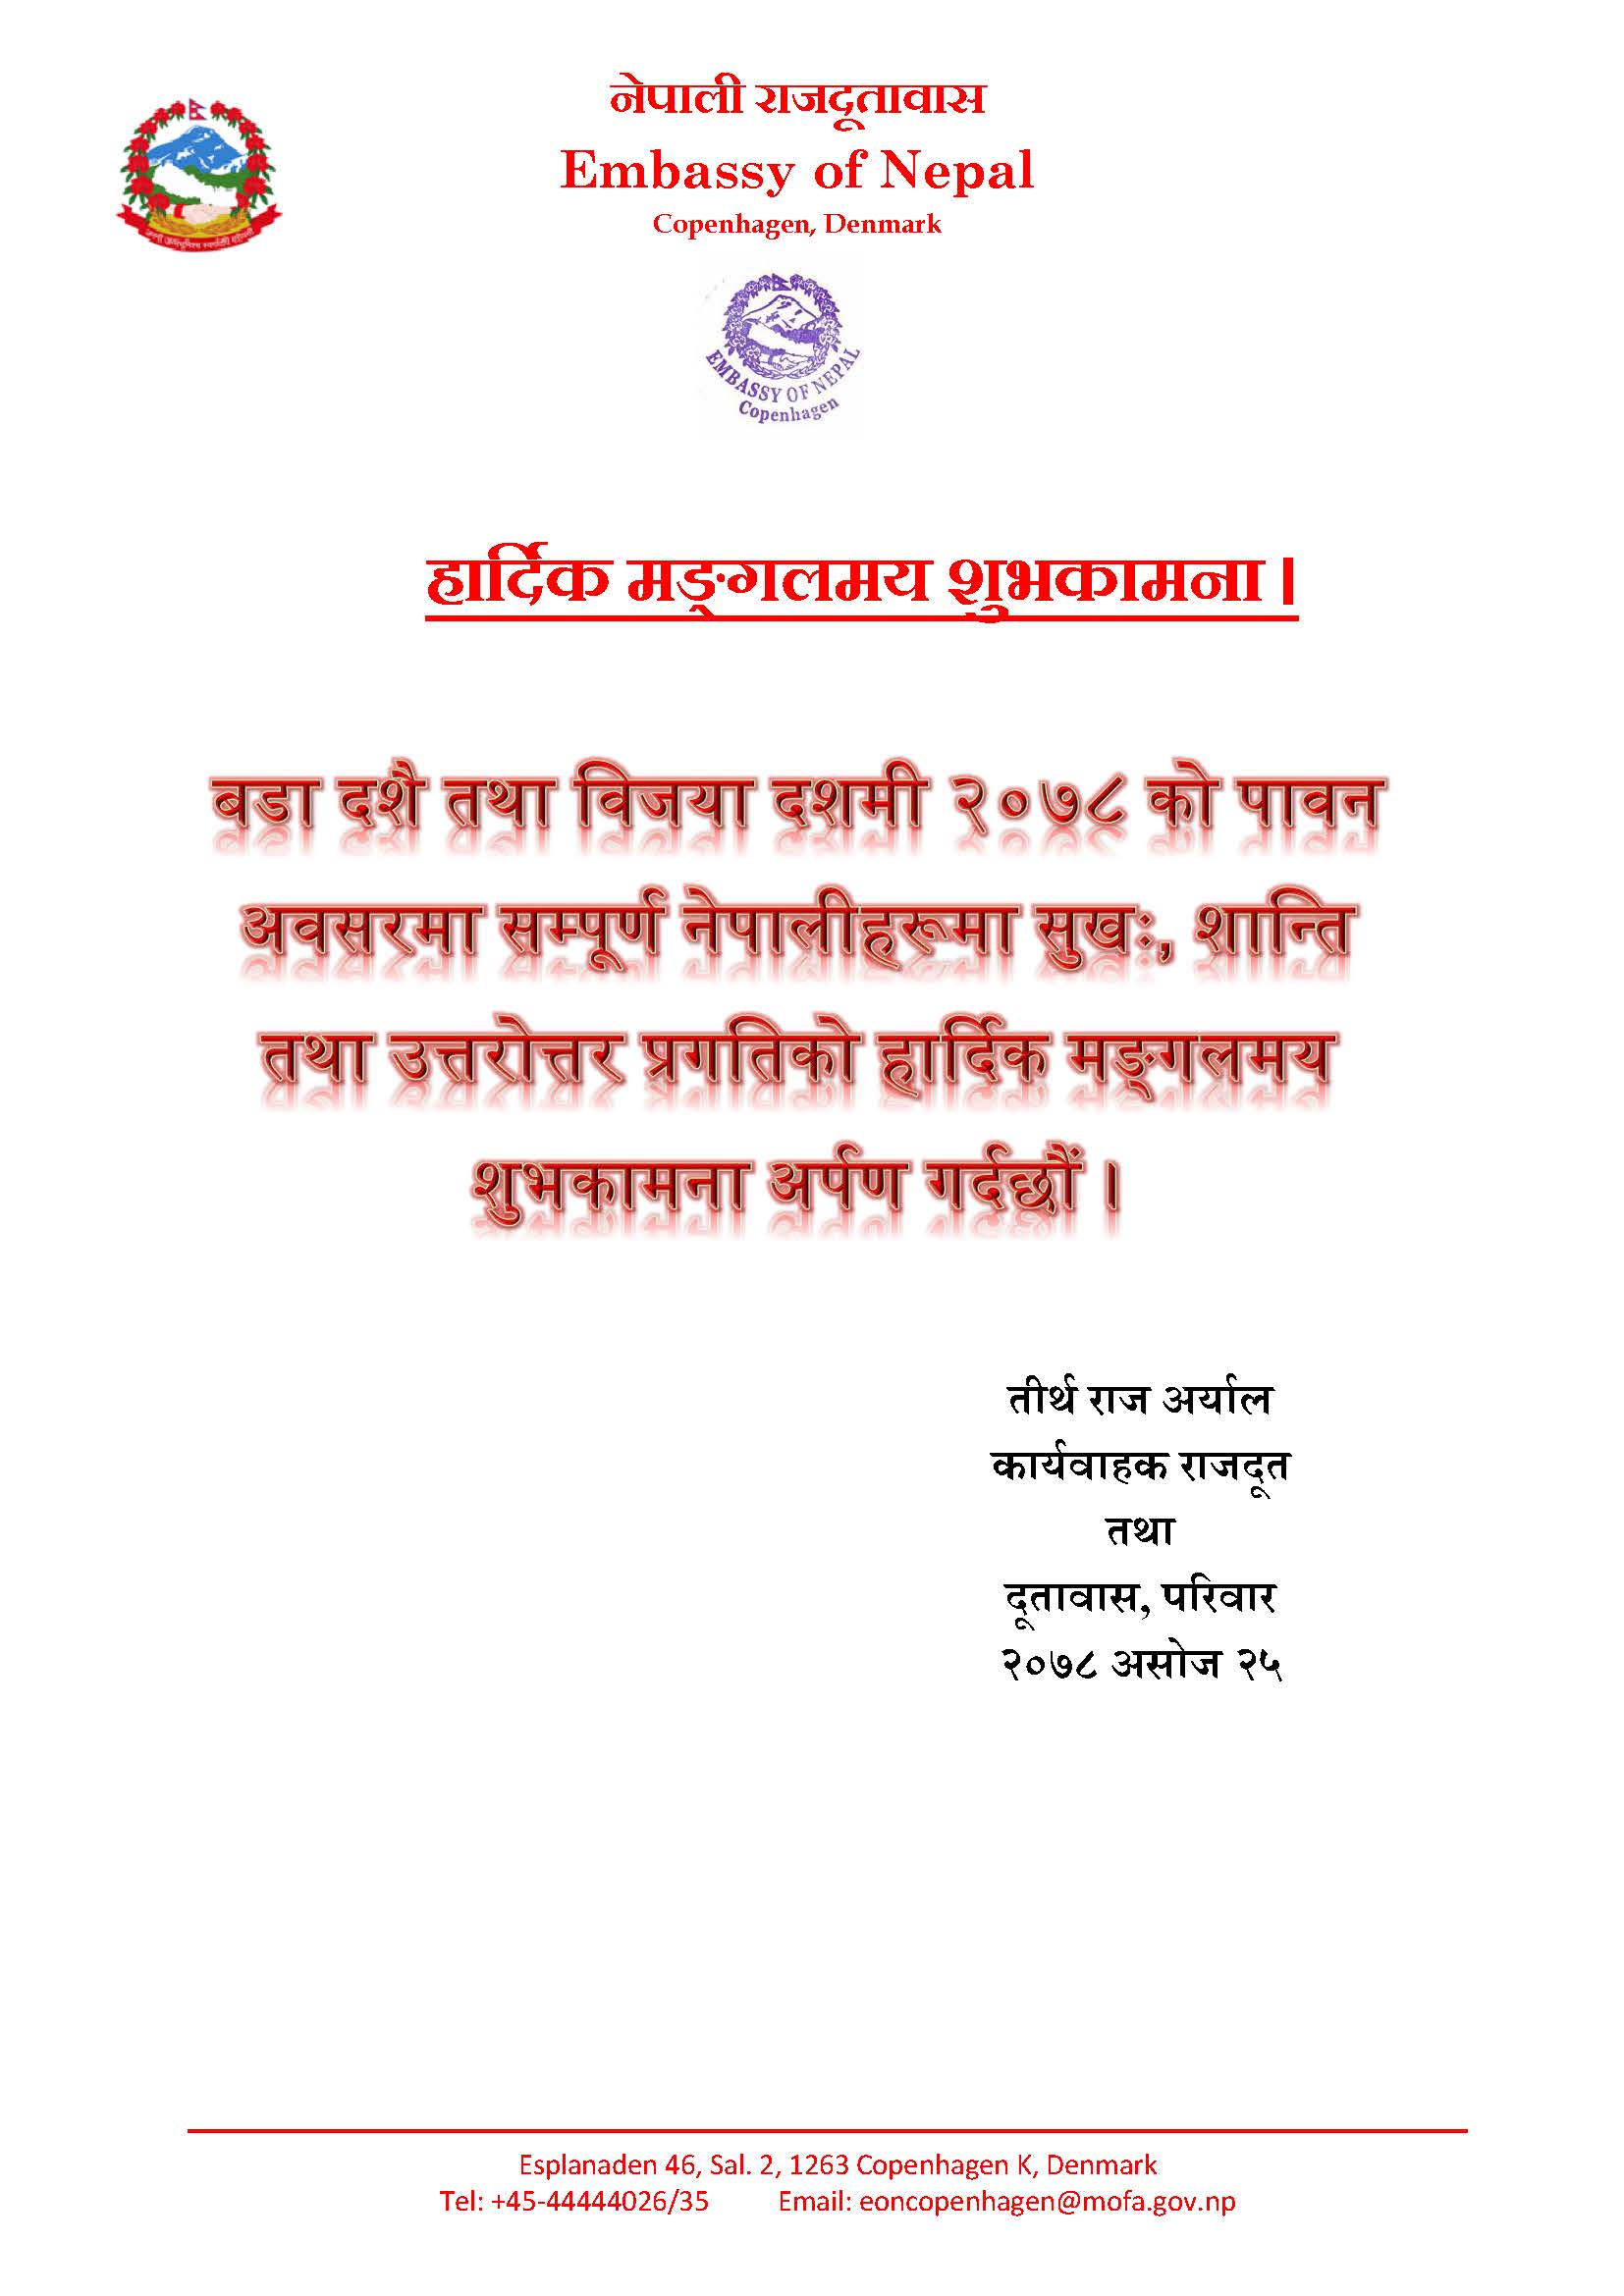 नेपाली राजदूतावास
Embassy of Nepal
Copenhagen, Denmark
EMBASSY OF NEPAL
Copenhagen
हार्दिक मङ्गलमय शुभकामना।
बडा दशै तथा विजया दशमी २०७८ को पावन
अवसरमा सम्पूर्ण नेपालीहरूमा सुखः, शान्ति
तथा उत्तरोत्तर प्रगतिको हार्दिक मङ्गलमय
शुभकामना अर्पण गर्दछौं ।
तीर्थ राज अर्याल
कार्यवाहक राजदूत
तथा
दूतावास, परिवार
२०७८ असोज २५
Esplanaden 46, Sal. 2, 1263 Copenhagen K, Denmark
Tel: +45-44444026/35 Email: eoncopenhagen@mofa.gov.np